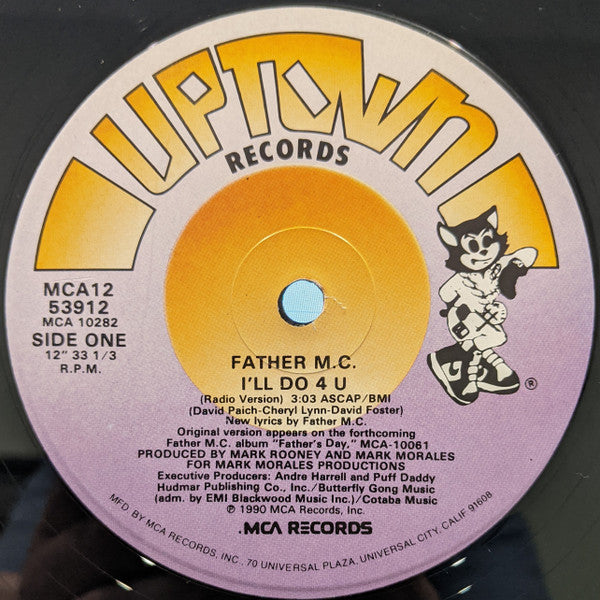 UPTOWN
RECORDS
MCA12
53912
MCA 10282
SIDE ONE
12" 33 1/3
R.P.M.
®
FATHER M.C.
I'LL DO 4 U
(Radio Version) 3:03 ASCAP/BMI
(David Paich-Cheryl Lynn-David Foster)
New lyrics by Father M.C.
Original version appears on the forthcoming
Father M.C. album "Father's Day," MCA-10061
PRODUCED BY MARK ROONEY AND MARK MORALES
FOR MARK MORALES PRODUCTIONS
Executive Producers: Andre Harrell and Puff Daddy
Hudmar Publishing Co., Inc./Butterfly Gong Music
(adm. by EMI Blackwood Music Inc.)/Cotaba Music
℗ 1990 MCA Records, Inc.
.MCA RECORDS
MFD. BY MCA RECORDS, INC., 70 UNIVERSAL PLAZA, UNIVERSAL CITY, CALIF 91608